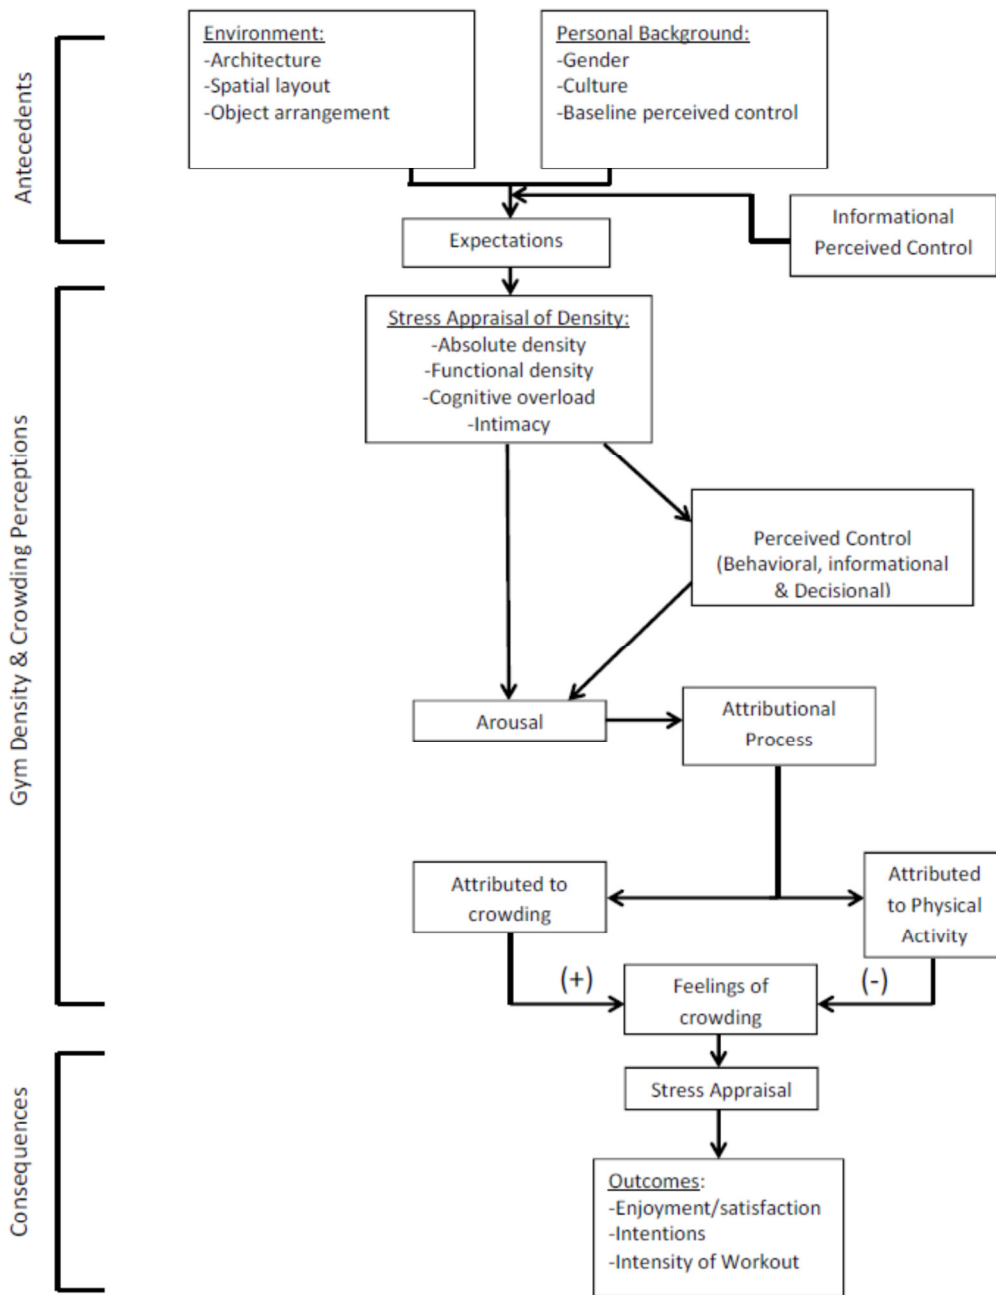 Antecedents
Environment:
-Architecture
-Spatial layout
-Object arrangement
Personal Background:
-Gender
-Culture
-Baseline perceived control
Informational
Perceived Control
Expectations
Gym Density & Crowding Perceptions
Stress Appraisal of Density:
-Absolute density
-Functional density
-Cognitive overload
-Intimacy
Perceived Control
(Behavioral, informational
& Decisional)
Arousal
Attributional
Process
Attributed to
crowding
Attributed
to Physical
Activity
(+)
(-)
Feelings of
crowding
Consequences
Stress Appraisal
Outcomes:
-Enjoyment/satisfaction
-Intentions
-Intensity of Workout